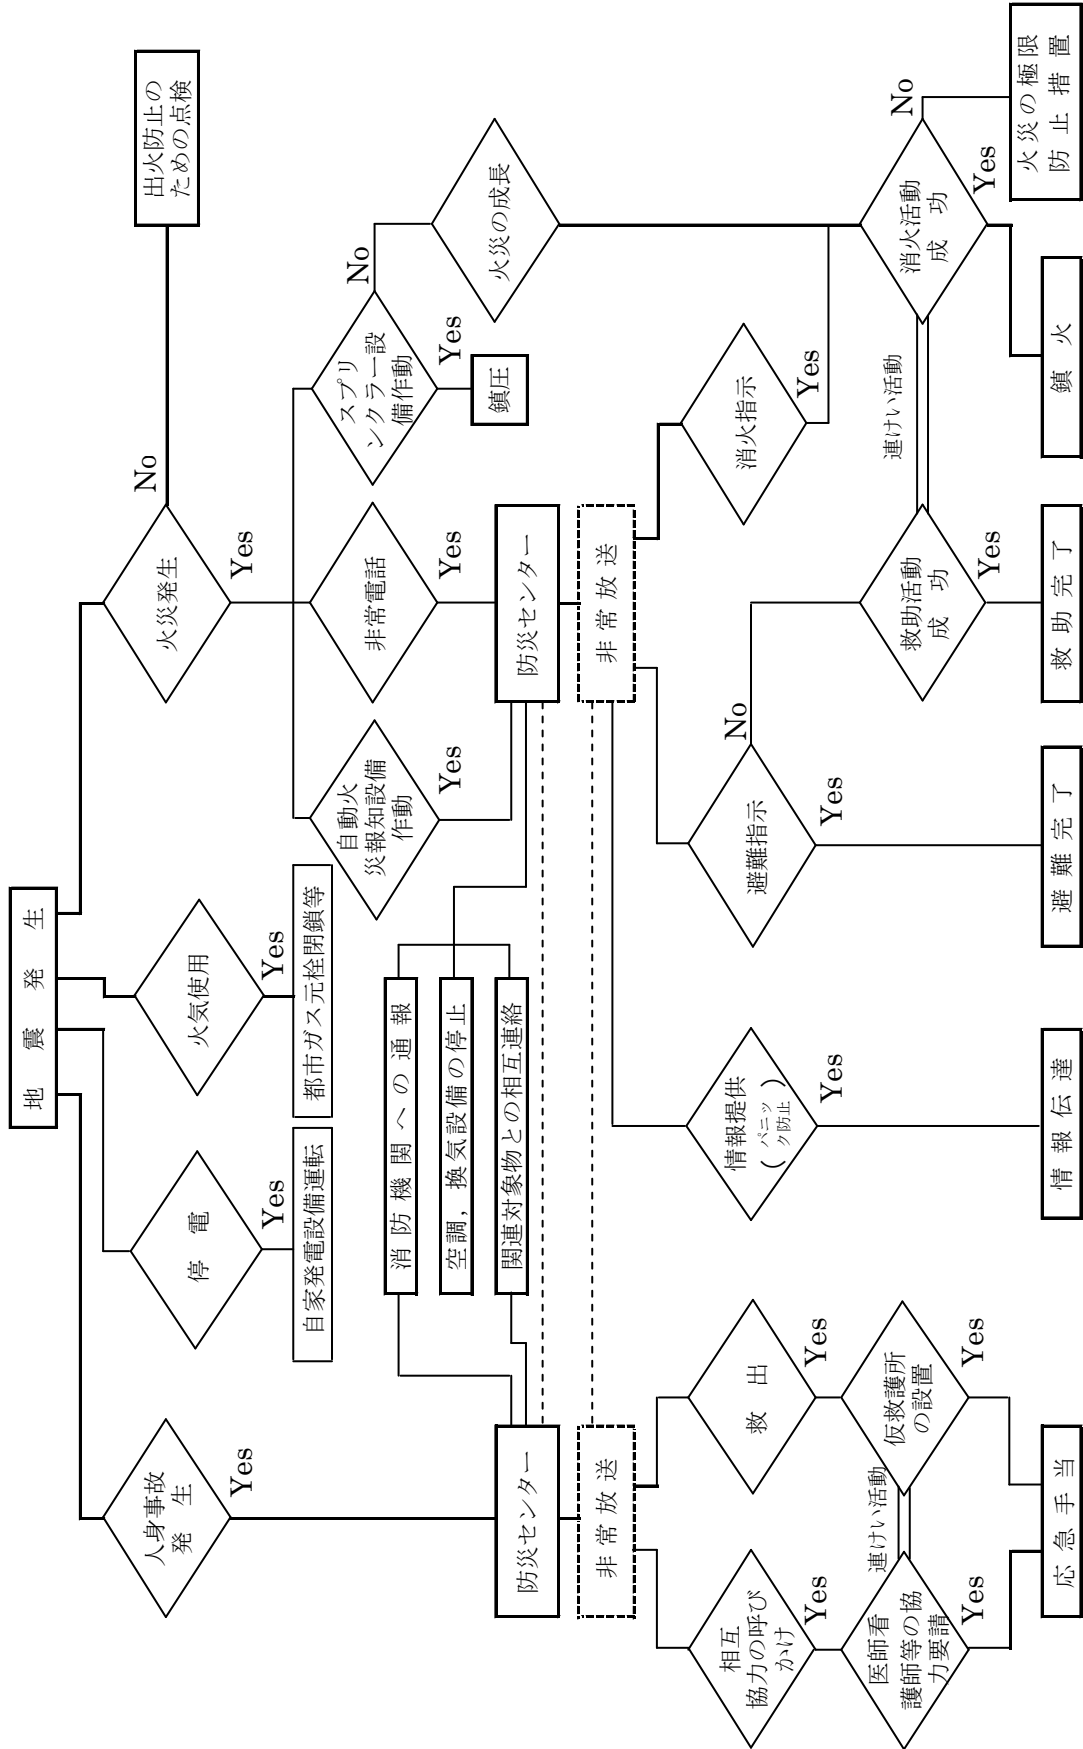 地震発生
人身事故
発生
Yes
停電
Yes
自家発電設備運転
火気使用
Yes
都市ガス元栓閉鎖等
火災発生
No
出火防止の
ための点検
Yes
自動火
災報知設備
作動
Yes
非常電話
Yes
スプリ
ンクラー設
備作動
No
Yes
鎮圧
火災の成長
消防機関への通報
空調，換気設備の停止
関連対象物との相互連絡
防災センター
防災センター
非常放送
非常放送
相互
協力の呼び
かけ
Yes
救出
Yes
情報提供
(パニッ
ク防止)
Yes
避難指示
No
Yes
消火指示
Yes
医師看
護師等の協
力要請
Yes
連けい活動
仮救護所
の設置
Yes
救助活動
成功
Yes
連けい活動
消火活動
成功
No
Yes
応急手当
情報伝達
避難完了
救助完了
鎮火
火災の極限
防止措置